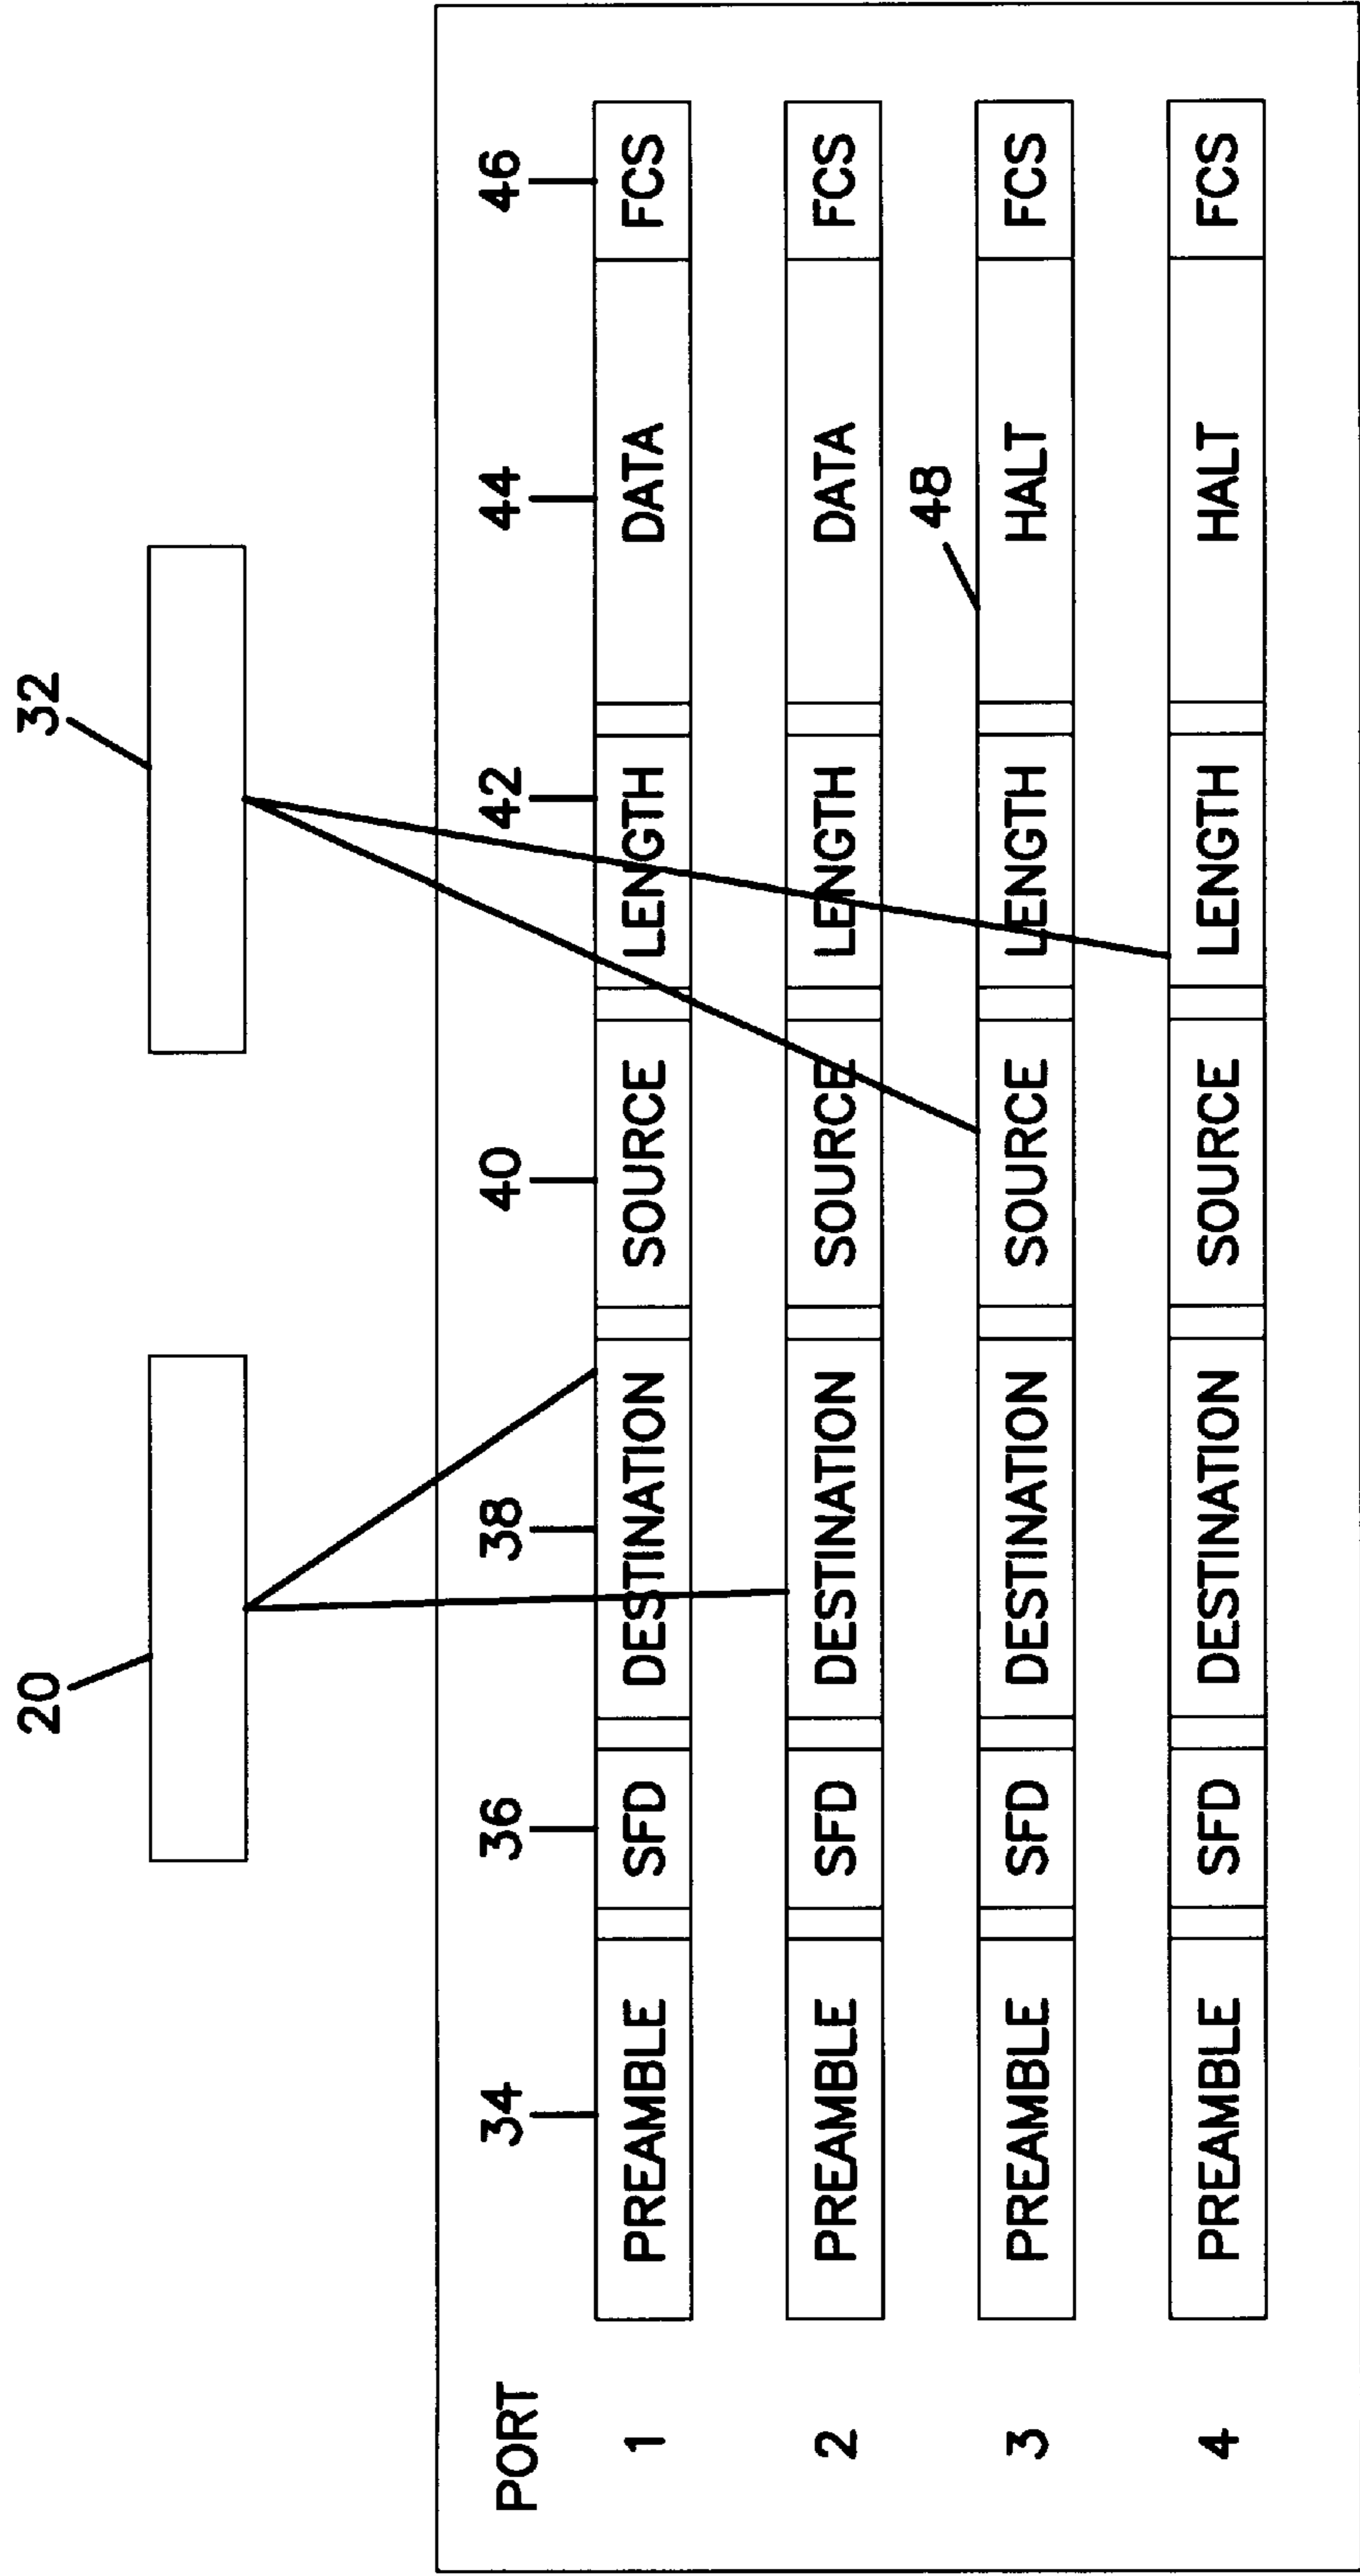 20 32
PORT 34 36 38 40 42 44 46
1 PREAMBLE SFD DESTINATION SOURCE LENGTH DATA FCS
2 PREAMBLE SFD DESTINATION SOURCE LENGTH DATA FCS
48
3 PREAMBLE SFD DESTINATION SOURCE LENGTH HALT FCS
4 PREAMBLE SFD DESTINATION SOURCE LENGTH HALT FCS